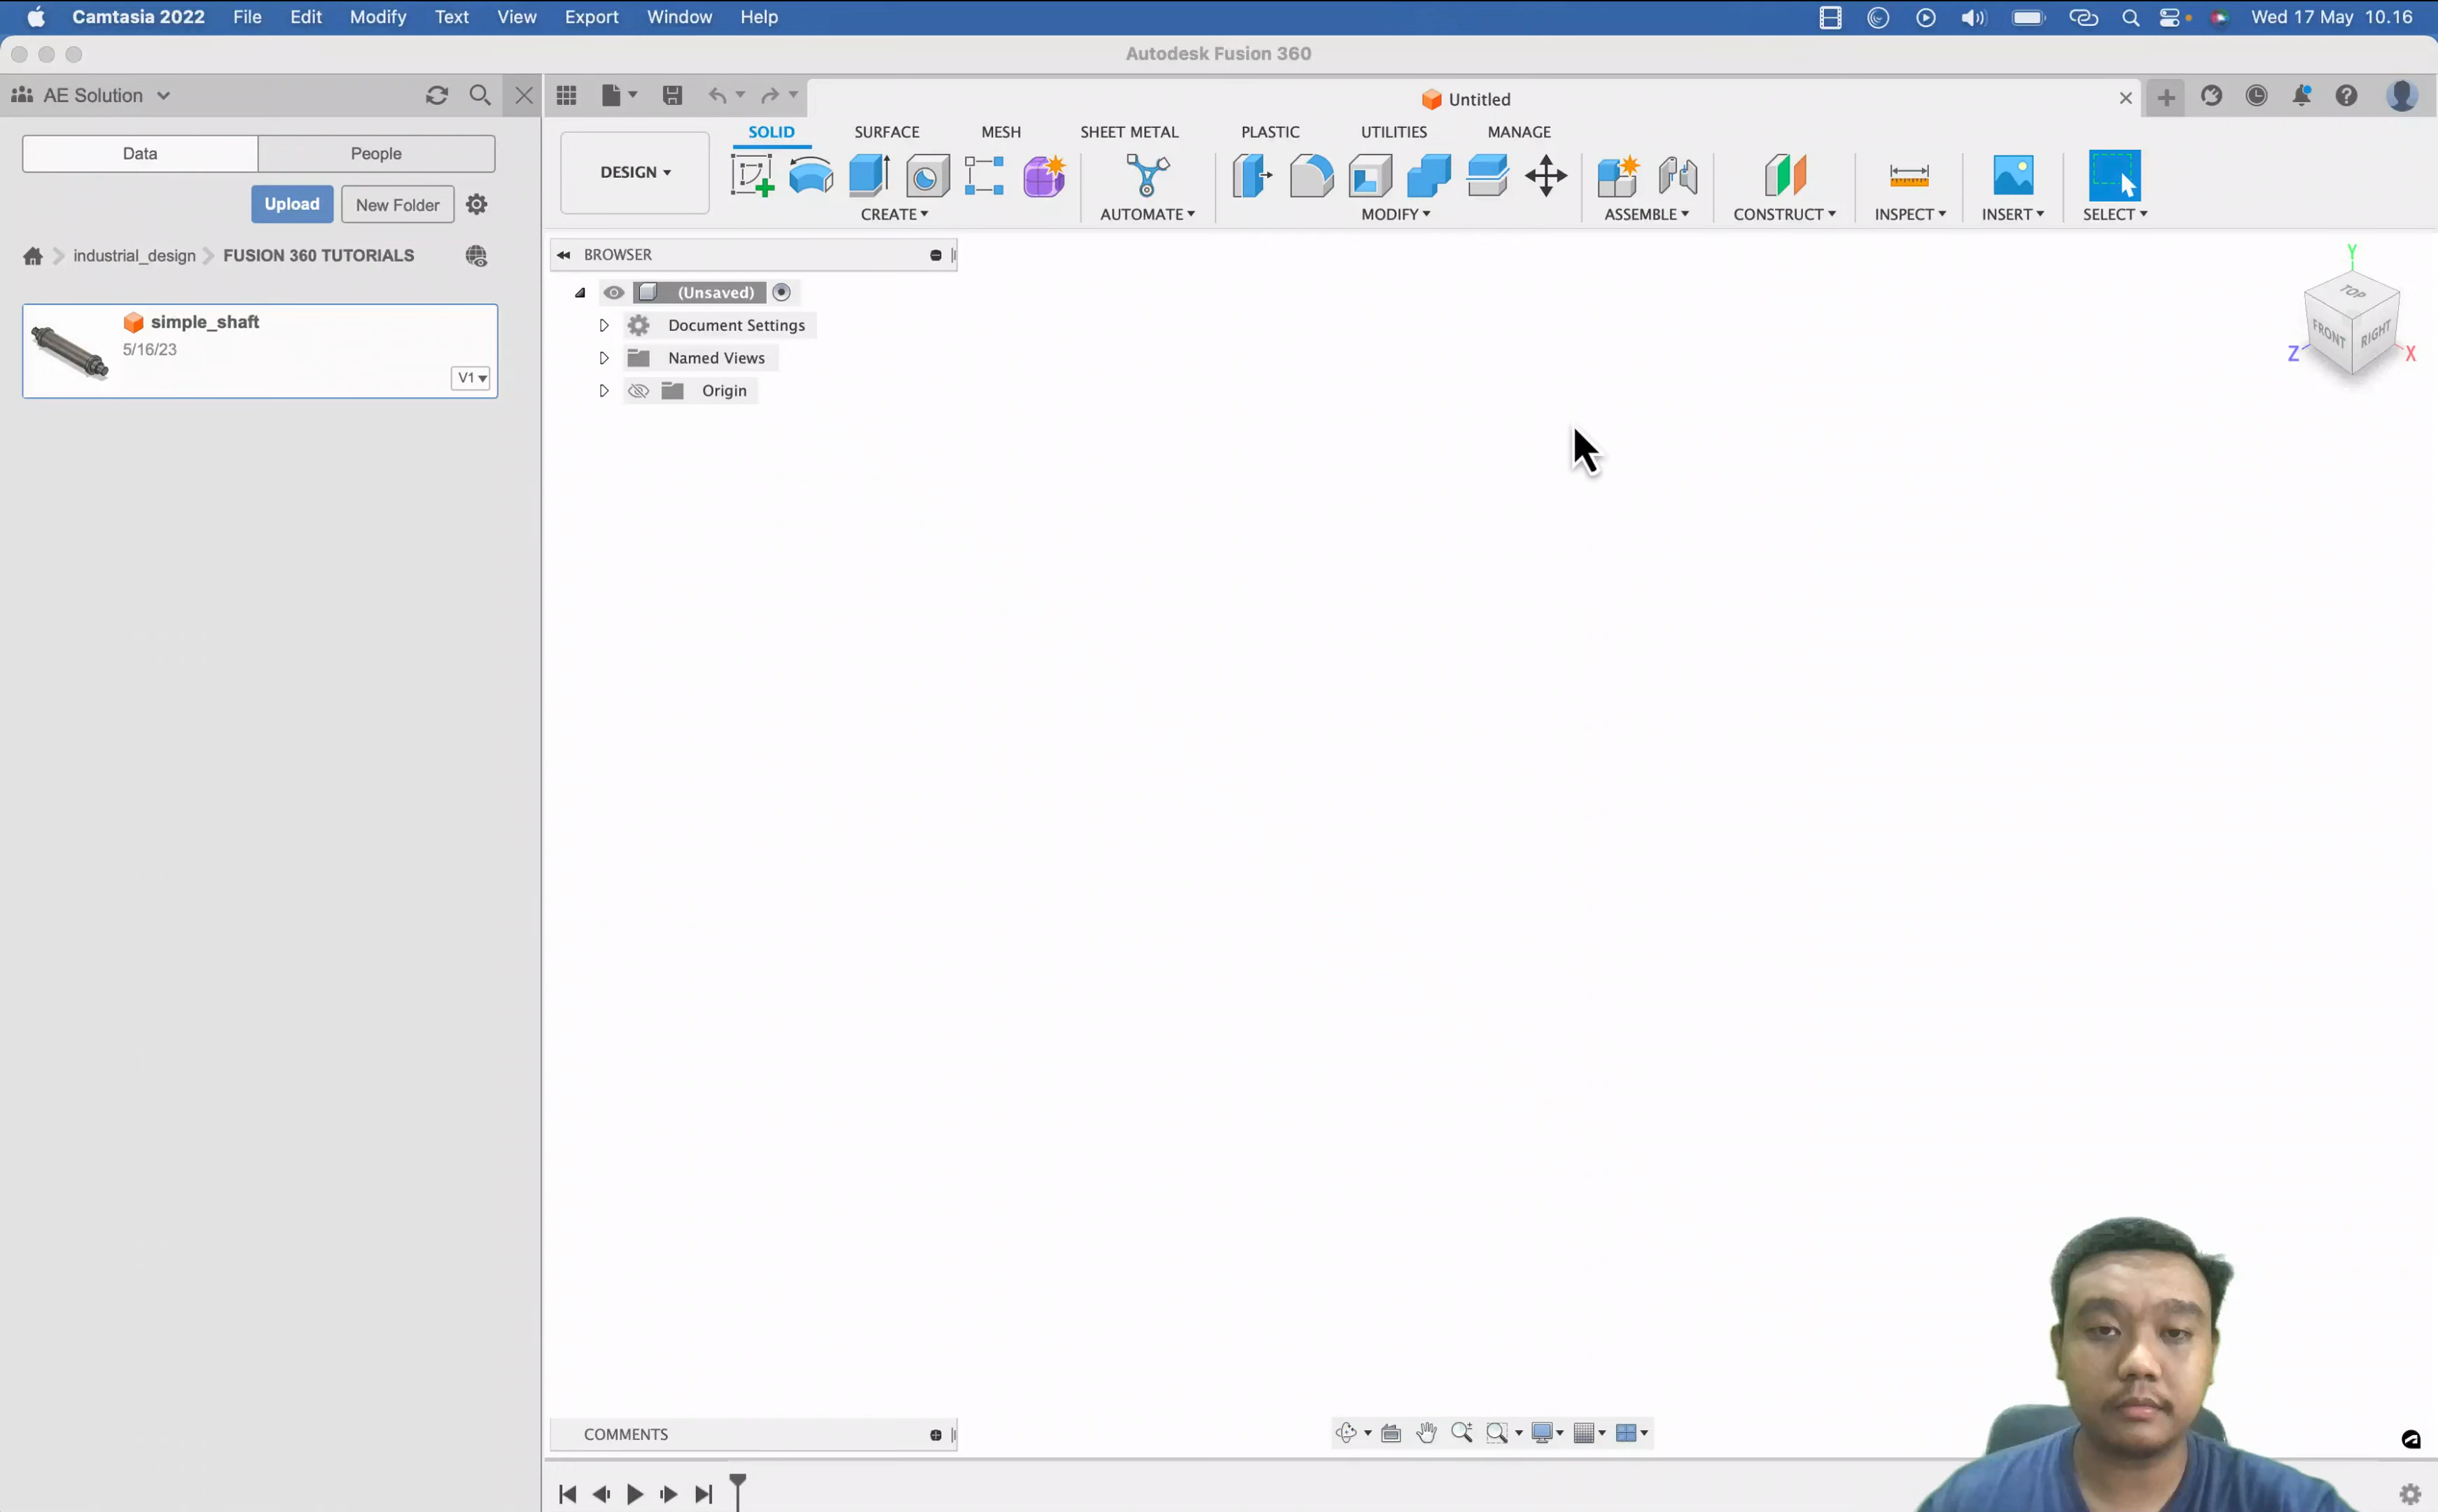 Camtasia 2022 File Edit Modify Text View Export Window Help Wed 17 May 10.16
Autodesk Fusion 360
AE Solution
Untitled
Data People
Upload New Folder
industrial_design FUSION 360 TUTORIALS
simple_shaft
5/16/23
V1
DESIGN
SOLID SURFACE MESH SHEET METAL PLASTIC UTILITIES MANAGE
CREATE AUTOMATE MODIFY ASSEMBLE CONSTRUCT INSPECT INSERT SELECT
BROWSER
(Unsaved)
Document Settings
Named Views
Origin
Y
TOP
FRONT RIGHT
Z X
COMMENTS